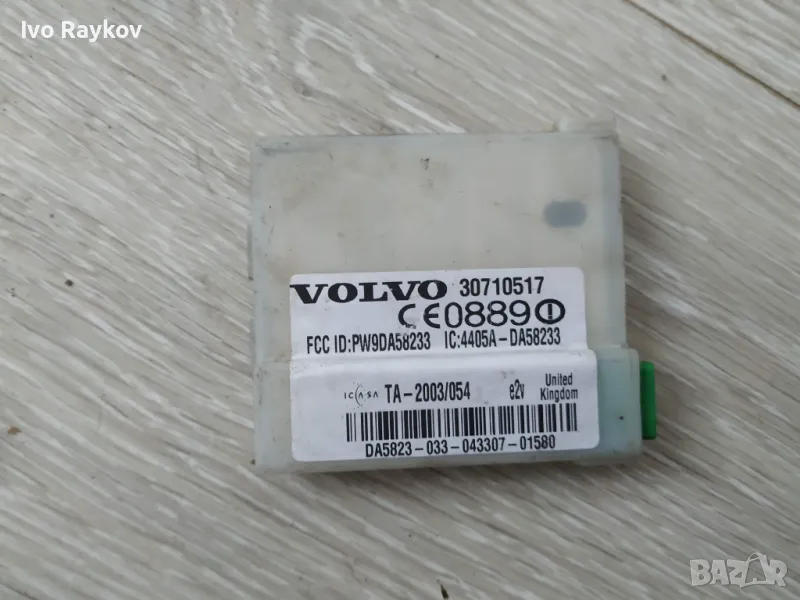 Ivo Raykov
VOLVO 30710517
CE0889
FCC ID:PW9DA58233 IC:4405A-DA58233
ICASA TA-2003/054 e2v United Kingdom
DA5823-033-043307-01580
BAZAR